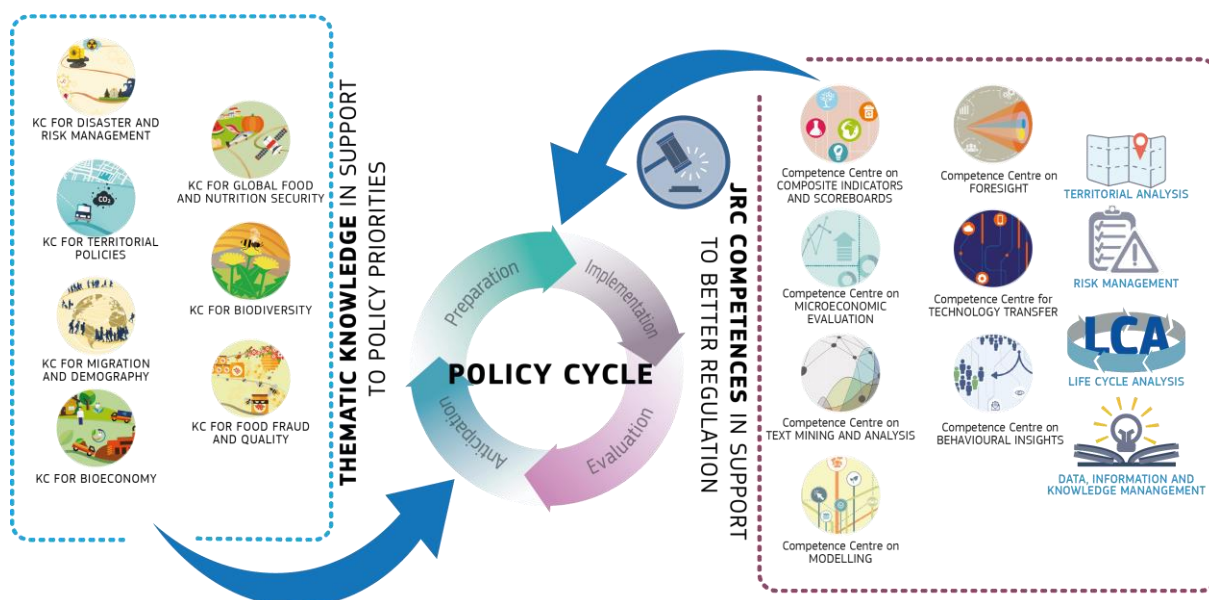 KC FOR DISASTER AND
RISK MANAGEMENT
KC FOR GLOBAL FOOD
AND NUTRITION SECURITY
CO2
KC FOR TERRITORIAL
POLICIES
KC FOR BIODIVERSITY
KC FOR MIGRATION
AND DEMOGRAPHY
KC FOR FOOD FRAUD
AND QUALITY
KC FOR BIOECONOMY
THEMATIC KNOWLEDGE IN SUPPORT
TO POLICY PRIORITIES
Preparation
Implementation
POLICY CYCLE
Anticipation
Evaluation
JRC COMPETENCES IN SUPPORT
TO BETTER REGULATION
Competence Centre on
COMPOSITE INDICATORS
AND SCOREBOARDS
Competence Centre on
FORESIGHT
TERRITORIAL ANALYSIS
Competence Centre on
MICROECONOMIC
EVALUATION
Competence Centre for
TECHNOLOGY TRANSFER
RISK MANAGEMENT
Competence Centre on
TEXT MINING AND ANALYSIS
Competence Centre on
BEHAVIOURAL INSIGHTS
LCA
LIFE CYCLE ANALYSIS
Competence Centre on
MODELLING
DATA, INFORMATION AND
KNOWLEDGE MANANGEMENT